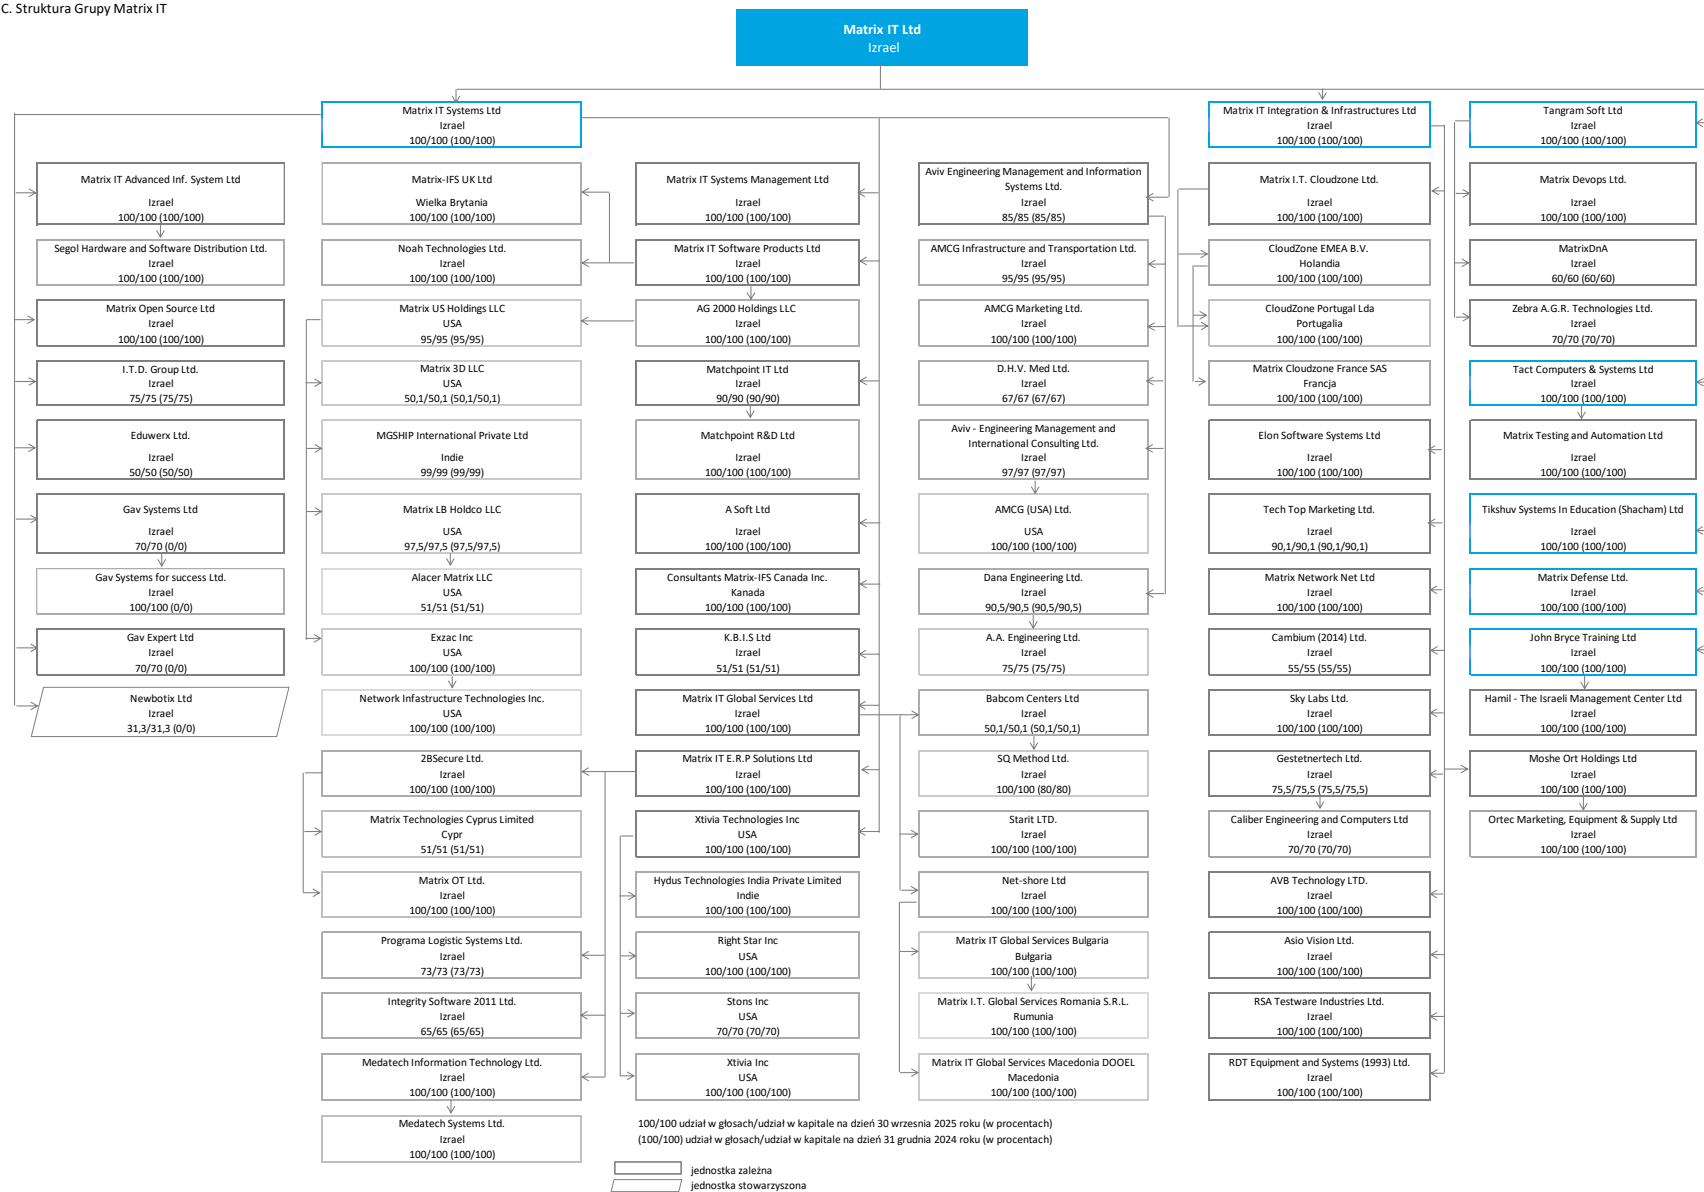 C. Struktura Grupy Matrix IT
Matrix IT Ltd
Izrael
Matrix IT Systems Ltd
Izrael
100/100 (100/100)
Matrix IT Integration & Infrastructures Ltd
Izrael
100/100 (100/100)
Tangram Soft Ltd
Izrael
100/100 (100/100)
Matrix IT Advanced Inf. System Ltd
Izrael
100/100 (100/100)
Matrix-IFS UK Ltd
Wielka Brytania
100/100 (100/100)
Matrix IT Systems Management Ltd
Izrael
100/100 (100/100)
Aviv Engineering Management and Information
Systems Ltd.
Izrael
85/85 (85/85)
Matrix I.T. Cloudzone Ltd.
Izrael
100/100 (100/100)
Matrix Devops Ltd.
Izrael
100/100 (100/100)
Segol Hardware and Software Distribution Ltd.
Izrael
100/100 (100/100)
Noah Technologies Ltd.
Izrael
100/100 (100/100)
Matrix IT Software Products Ltd
Izrael
100/100 (100/100)
AMCG Infrastructure and Transportation Ltd.
Izrael
95/95 (95/95)
CloudZone EMEA B.V.
Holandia
100/100 (100/100)
MatrixDnA
Izrael
60/60 (60/60)
Matrix Open Source Ltd
Izrael
100/100 (100/100)
Matrix US Holdings LLC
USA
95/95 (95/95)
AG 2000 Holdings LLC
Izrael
100/100 (100/100)
AMCG Marketing Ltd.
Izrael
100/100 (100/100)
CloudZone Portugal Lda
Portugalia
100/100 (100/100)
Zebra A.G.R. Technologies Ltd.
Izrael
70/70 (70/70)
I.T.D. Group Ltd.
Izrael
75/75 (75/75)
Matrix 3D LLC
USA
50,1/50,1 (50,1/50,1)
Matchpoint IT Ltd
Izrael
90/90 (90/90)
D.H.V. Med Ltd.
Izrael
67/67 (67/67)
Matrix Cloudzone France SAS
Francja
100/100 (100/100)
Tact Computers & Systems Ltd
Izrael
100/100 (100/100)
Eduwerx Ltd.
Izrael
50/50 (50/50)
MGSHIP International Private Ltd
Indie
99/99 (99/99)
Matchpoint R&D Ltd
Izrael
100/100 (100/100)
Aviv - Engineering Management and
International Consulting Ltd.
Izrael
97/97 (97/97)
Elon Software Systems Ltd
Izrael
100/100 (100/100)
Matrix Testing and Automation Ltd
Izrael
100/100 (100/100)
Gav Systems Ltd
Izrael
70/70 (0/0)
Matrix LB Holdco LLC
USA
97,5/97,5 (97,5/97,5)
A Soft Ltd
Izrael
100/100 (100/100)
AMCG (USA) Ltd.
USA
100/100 (100/100)
Tech Top Marketing Ltd.
Izrael
90,1/90,1 (90,1/90,1)
Tikshuv Systems In Education (Shacham) Ltd
Izrael
100/100 (100/100)
Gav Systems for success Ltd.
Izrael
100/100 (0/0)
Alacer Matrix LLC
USA
51/51 (51/51)
Consultants Matrix-IFS Canada Inc.
Kanada
100/100 (100/100)
Dana Engineering Ltd.
Izrael
90,5/90,5 (90,5/90,5)
Matrix Network Net Ltd
Izrael
100/100 (100/100)
Matrix Defense Ltd.
Izrael
100/100 (100/100)
Gav Expert Ltd
Izrael
70/70 (0/0)
Exzac Inc
USA
100/100 (100/100)
K.B.I.S Ltd
Izrael
51/51 (51/51)
A.A. Engineering Ltd.
Izrael
75/75 (75/75)
Cambium (2014) Ltd.
Izrael
55/55 (55/55)
John Bryce Training Ltd
Izrael
100/100 (100/100)
Newbotix Ltd
Izrael
31,3/31,3 (0/0)
Network Infastructure Technologies Inc.
USA
100/100 (100/100)
Matrix IT Global Services Ltd
Izrael
100/100 (100/100)
Babcom Centers Ltd
Izrael
50,1/50,1 (50,1/50,1)
Sky Labs Ltd.
Izrael
100/100 (100/100)
Hamil - The Israeli Management Center Ltd
Izrael
100/100 (100/100)
2BSecure Ltd.
Izrael
100/100 (100/100)
Matrix IT E.R.P Solutions Ltd
Izrael
100/100 (100/100)
SQ Method Ltd.
Izrael
100/100 (80/80)
Gestetnertech Ltd.
Izrael
75,5/75,5 (75,5/75,5)
Moshe Ort Holdings Ltd
Izrael
100/100 (100/100)
Matrix Technologies Cyprus Limited
Cypr
51/51 (51/51)
Xtivia Technologies Inc
USA
100/100 (100/100)
Starit LTD.
Izrael
100/100 (100/100)
Caliber Engineering and Computers Ltd
Izrael
70/70 (70/70)
Ortec Marketing, Equipment & Supply Ltd
Izrael
100/100 (100/100)
Matrix OT Ltd.
Izrael
100/100 (100/100)
Hydus Technologies India Private Limited
Indie
100/100 (100/100)
Net-shore Ltd
Izrael
100/100 (100/100)
AVB Technology LTD.
Izrael
100/100 (100/100)
Programa Logistic Systems Ltd.
Izrael
73/73 (73/73)
Right Star Inc
USA
100/100 (100/100)
Matrix IT Global Services Bulgaria
Bułgaria
100/100 (100/100)
Asio Vision Ltd.
Izrael
100/100 (100/100)
Integrity Software 2011 Ltd.
Izrael
65/65 (65/65)
Stons Inc
USA
70/70 (70/70)
Matrix I.T. Global Services Romania S.R.L.
Rumunia
100/100 (100/100)
RSA Testware Industries Ltd.
Izrael
100/100 (100/100)
Medatech Information Technology Ltd.
Izrael
100/100 (100/100)
Xtivia Inc
USA
100/100 (100/100)
Matrix IT Global Services Macedonia DOOEL
Macedonia
100/100 (100/100)
RDT Equipment and Systems (1993) Ltd.
Izrael
100/100 (100/100)
Medatech Systems Ltd.
Izrael
100/100 (100/100)
100/100 udział w głosach/udział w kapitale na dzień 30 wrzesnia 2025 roku (w procentach)
(100/100) udział w głosach/udział w kapitale na dzień 31 grudnia 2024 roku (w procentach)
jednostka zależna
jednostka stowarzyszona